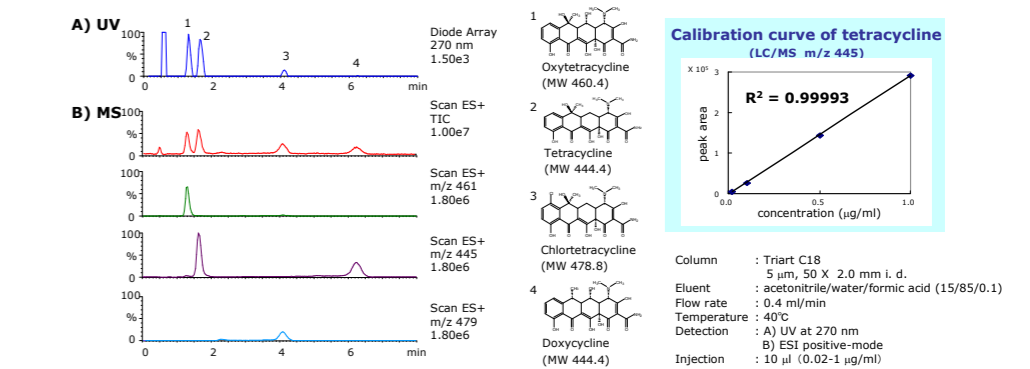 A) UV
100
%
0
1
2
3
4
0
2
4
6
min
Diode Array
270 nm
1.50e3
B) MS
100
%
0
Scan ES+
TIC
1.00e7
100
%
0
Scan ES+
m/z 461
1.80e6
100
%
0
Scan ES+
m/z 445
1.80e6
100
%
0
Scan ES+
m/z 479
1.80e6
0
2
4
6
min
1
Oxytetracycline
(MW 460.4)
2
Tetracycline
(MW 444.4)
3
Chlortetracycline
(MW 478.8)
4
Doxycycline
(MW 444.4)
Calibration curve of tetracycline
(LC/MS m/z 445)
X 10⁵
3
2
1
0
peak area
R² = 0.99993
0.0
0.5
1.0
concentration (μg/ml)
Column : Triart C18
5 μm, 50 X 2.0 mm i. d.
Eluent : acetonitrile/water/formic acid (15/85/0.1)
Flow rate : 0.4 ml/min
Temperature : 40℃
Detection : A) UV at 270 nm
B) ESI positive-mode
Injection : 10 μl (0.02-1 μg/ml)